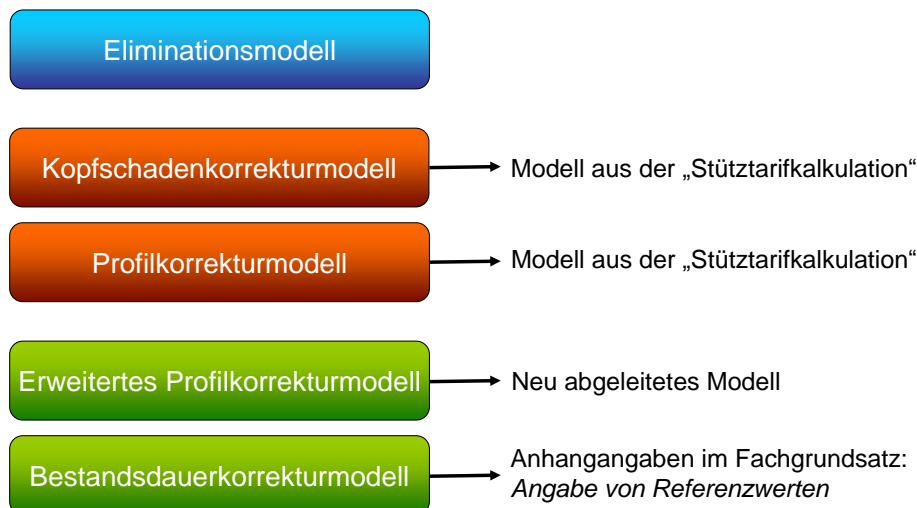 Eliminationsmodell
Kopfschadenkorrekturmodell
Modell aus der „Stütztarifkalkulation“
Profilkorrekturmodell
Modell aus der „Stütztarifkalkulation“
Erweitertes Profilkorrekturmodell
Neu abgeleitetes Modell
Bestandsdauerkorrekturmodell
Anhangangaben im Fachgrundsatz:
Angabe von Referenzwerten